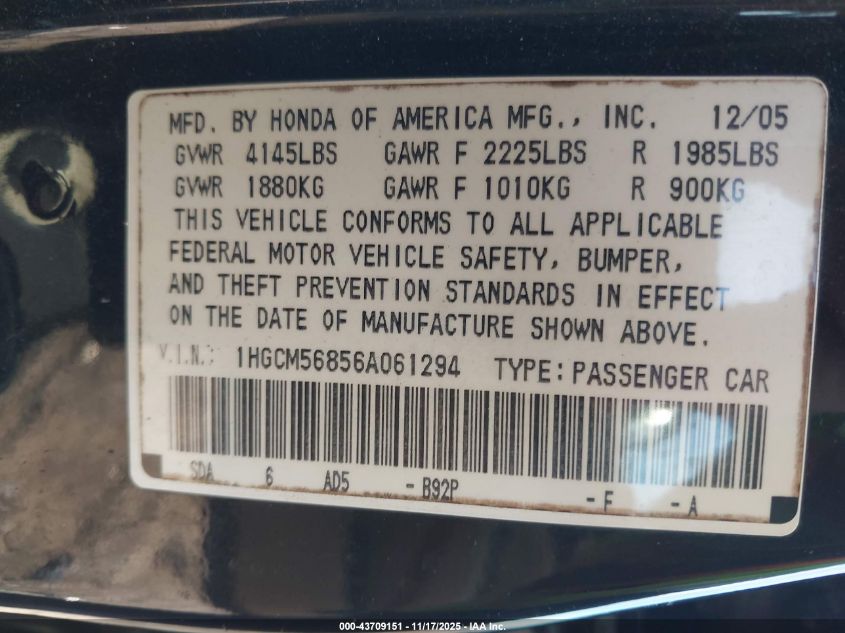 MFD. BY HONDA OF AMERICA MFG., INC. 12/05
GVWR 4145LBS GAWR F 2225LBS R 1985LBS
GVWR 1880KG GAWR F 1010KG R 900KG
THIS VEHICLE CONFORMS TO ALL APPLICABLE
FEDERAL MOTOR VEHICLE SAFETY, BUMPER,
AND THEFT PREVENTION STANDARDS IN EFFECT
ON THE DATE OF MANUFACTURE SHOWN ABOVE.
V.I.N.: 1HGCM56856A061294 TYPE: PASSENGER CAR
SDA 6 AD5 - B92P - F - A
000-43709151 - 11/17/2025 - IAA Inc.